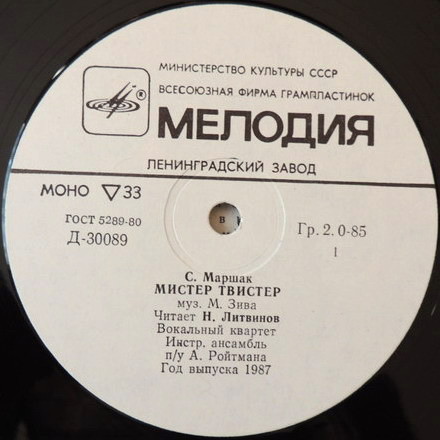 МИНИСТЕРСТВО КУЛЬТУРЫ СССР
ВСЕСОЮЗНАЯ ФИРМА ГРАМПЛАСТИНОК
МЕЛОДИЯ
®
ЛЕНИНГРАДСКИЙ ЗАВОД
МОНО ▽ 33
ГОСТ 5289-80
Д-30089
в
Гр. 2. 0-85
1
С. Маршак
МИСТЕР ТВИСТЕР
муз. М. Зива
Читает Н. Литвинов
Вокальный квартет
Инстр. ансамбль
п/у А. Ройтмана
Год выпуска 1987